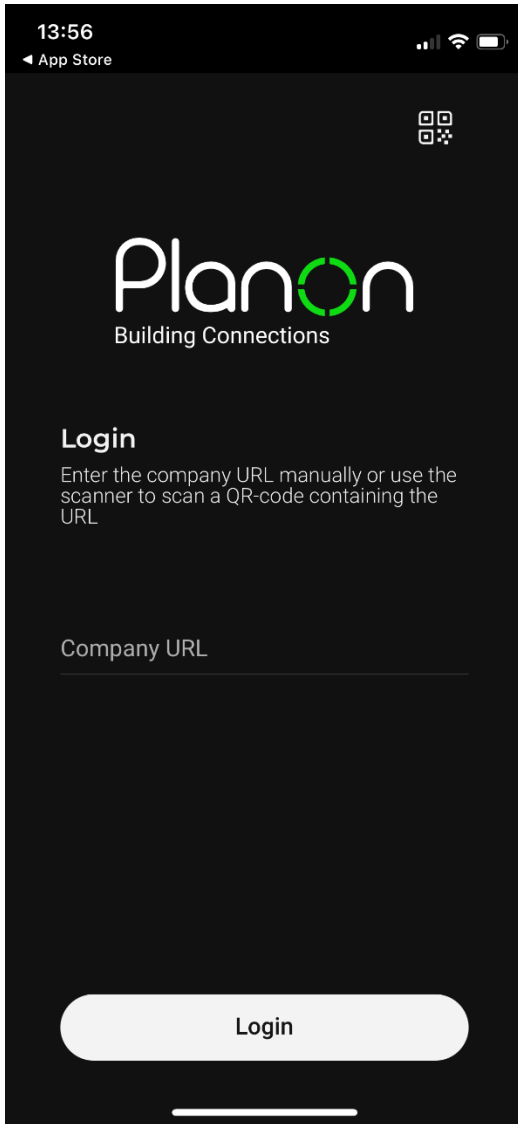 13:56
◀ App Store
Planon
Building Connections
Login
Enter the company URL manually or use the
scanner to scan a QR-code containing the
URL
Company URL
Login